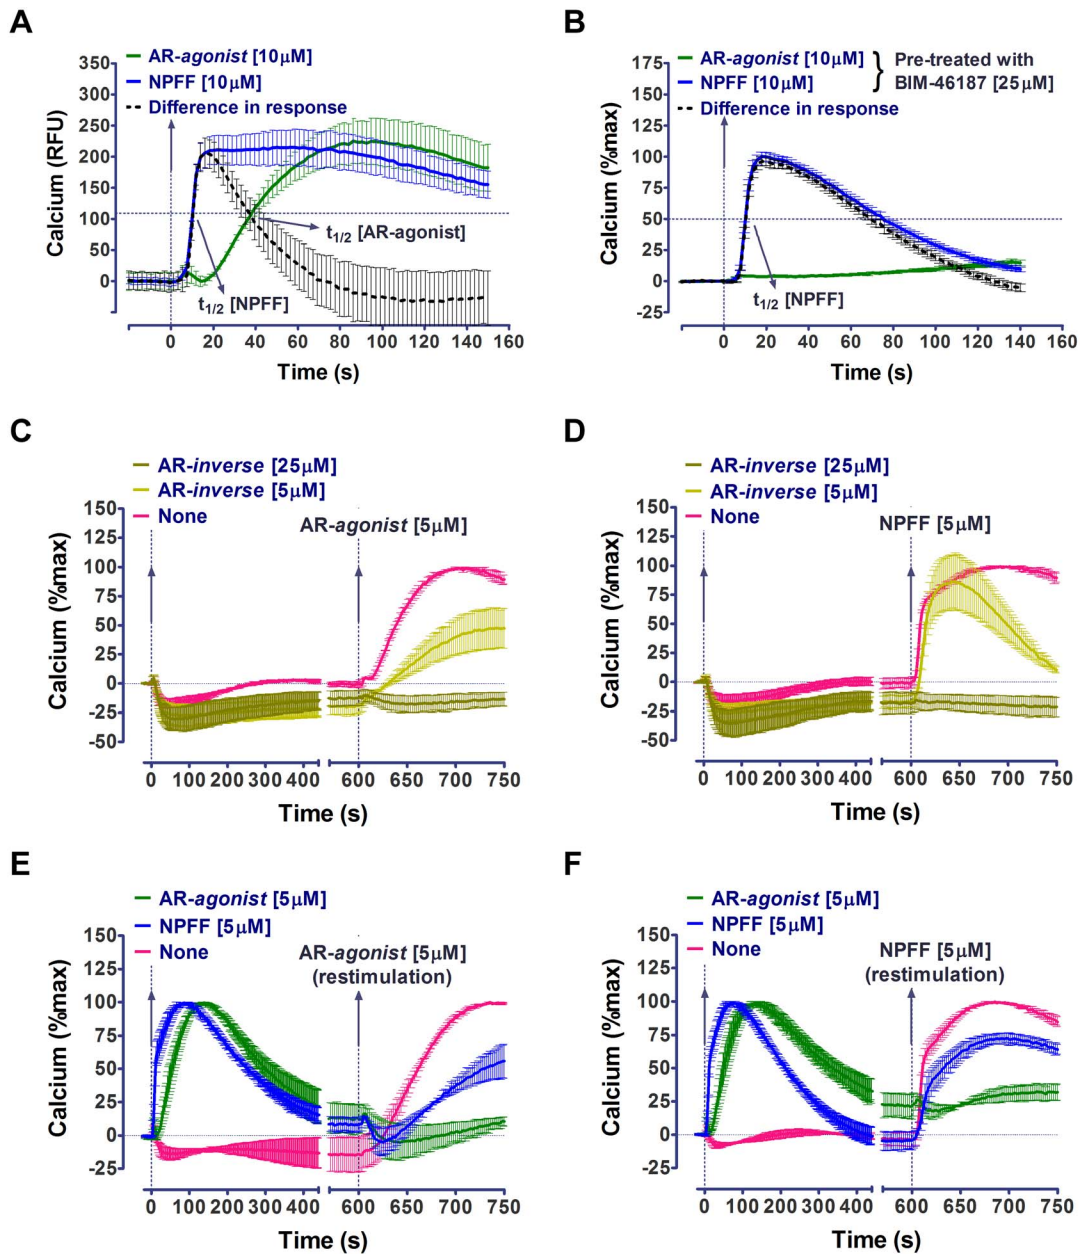 A
AR-agonist [10µM]
NPFF [10µM]
Difference in response
Calcium (RFU)
350
300
250
200
150
100
50
0
t1/2 [AR-agonist]
t1/2 [NPFF]
0 20 40 60 80 100 120 140 160
Time (s)
B
AR-agonist [10µM]
NPFF [10µM]
} Pre-treated with
BIM-46187 [25µM]
Difference in response
Calcium (%max)
175
150
125
100
75
50
25
0
-25
t1/2 [NPFF]
0 20 40 60 80 100 120 140 160
Time (s)
C
AR-inverse [25µM]
AR-inverse [5µM]
None
AR-agonist [5µM]
Calcium (%max)
150
125
100
75
50
25
0
-25
-50
0 100 200 300 400 600 650 700 750
Time (s)
D
AR-inverse [25µM]
AR-inverse [5µM]
None
NPFF [5µM]
Calcium (%max)
150
125
100
75
50
25
0
-25
-50
0 100 200 300 400 600 650 700 750
Time (s)
E
AR-agonist [5µM]
NPFF [5µM]
None
AR-agonist [5µM]
(restimulation)
Calcium (%max)
150
125
100
75
50
25
0
-25
0 100 200 300 400 600 650 700 750
Time (s)
F
AR-agonist [5µM]
NPFF [5µM]
None
NPFF [5µM]
(restimulation)
Calcium (%max)
150
125
100
75
50
25
0
-25
0 100 200 300 400 600 650 700 750
Time (s)